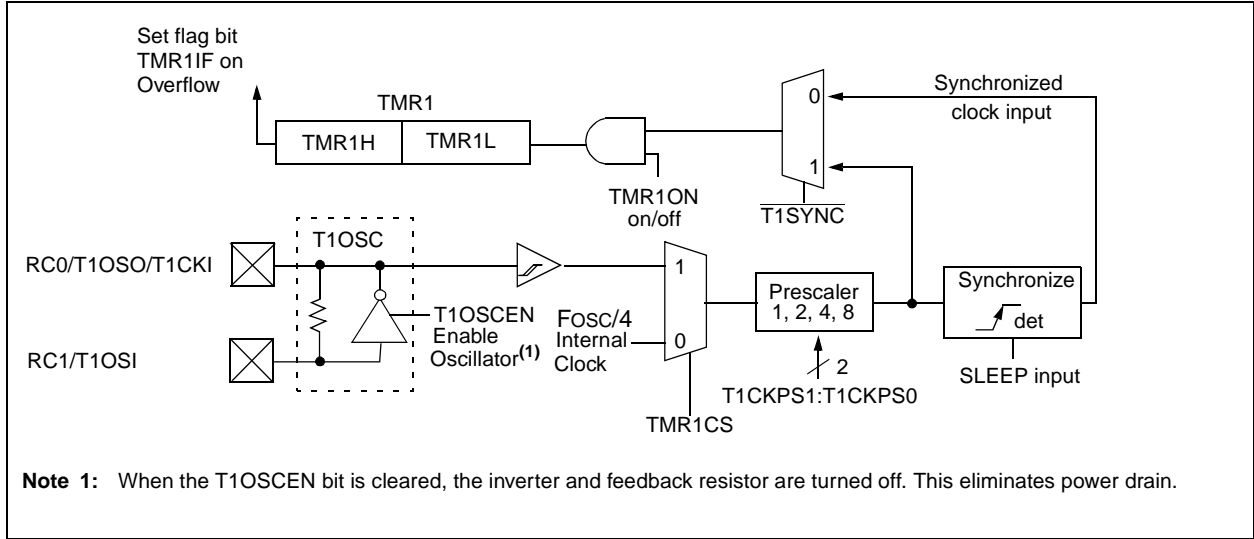 Set flag bit
TMR1IF on
Overflow
TMR1
TMR1H
TMR1L
TMR1ON
on/off
0
1
T1SYNC
Synchronized
clock input
T1OSC
RC0/T1OSO/T1CKI
RC1/T1OSI
T1OSCEN
Enable
Oscillator(1)
FOSC/4
Internal
Clock
1
0
TMR1CS
Prescaler
1, 2, 4, 8
2
T1CKPS1:T1CKPS0
Synchronize
det
SLEEP input
Note 1: When the T1OSCEN bit is cleared, the inverter and feedback resistor are turned off. This eliminates power drain.